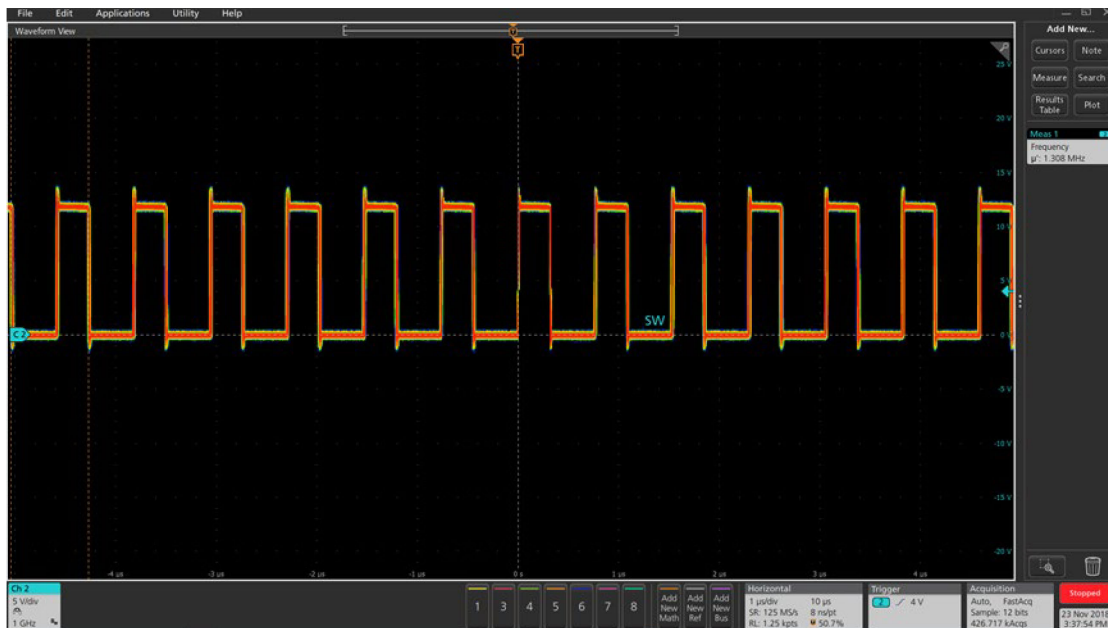 File Edit Applications Utility Help
Waveform View
T
T
Add New...
Cursors Note
Measure Search
Results Table Plot
Meas 1 2
Frequency
µ': 1.308 MHz
25 V
20 V
15 V
10 V
5 V
0 V
-5 V
-10 V
-15 V
-20 V
C 2
SW
-4 µs -3 µs -2 µs -1 µs 0 s 1 µs 2 µs 3 µs 4 µs
Ch 2
5 V/div
1 GHz
1 3 4 5 6 7 8
Add New Math
Add New Ref
Add New Bus
Horizontal
1 µs/div 10 µs
SR: 125 MS/s 8 ns/pt
RL: 1.25 kpts 50.7%
Trigger
2 4 V
Acquisition
Auto, FastAcq
Sample: 12 bits
426.717 kAcqs
Stopped
23 Nov 2018
3:37:54 PM